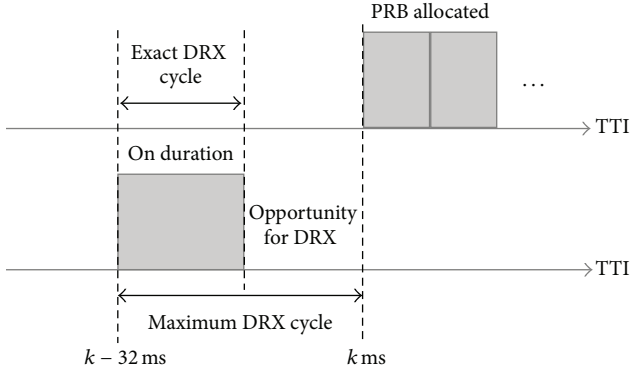 PRB allocated
Exact DRX
cycle
...
TTI
On duration
Opportunity
for DRX
TTI
Maximum DRX cycle
k − 32 ms
k ms